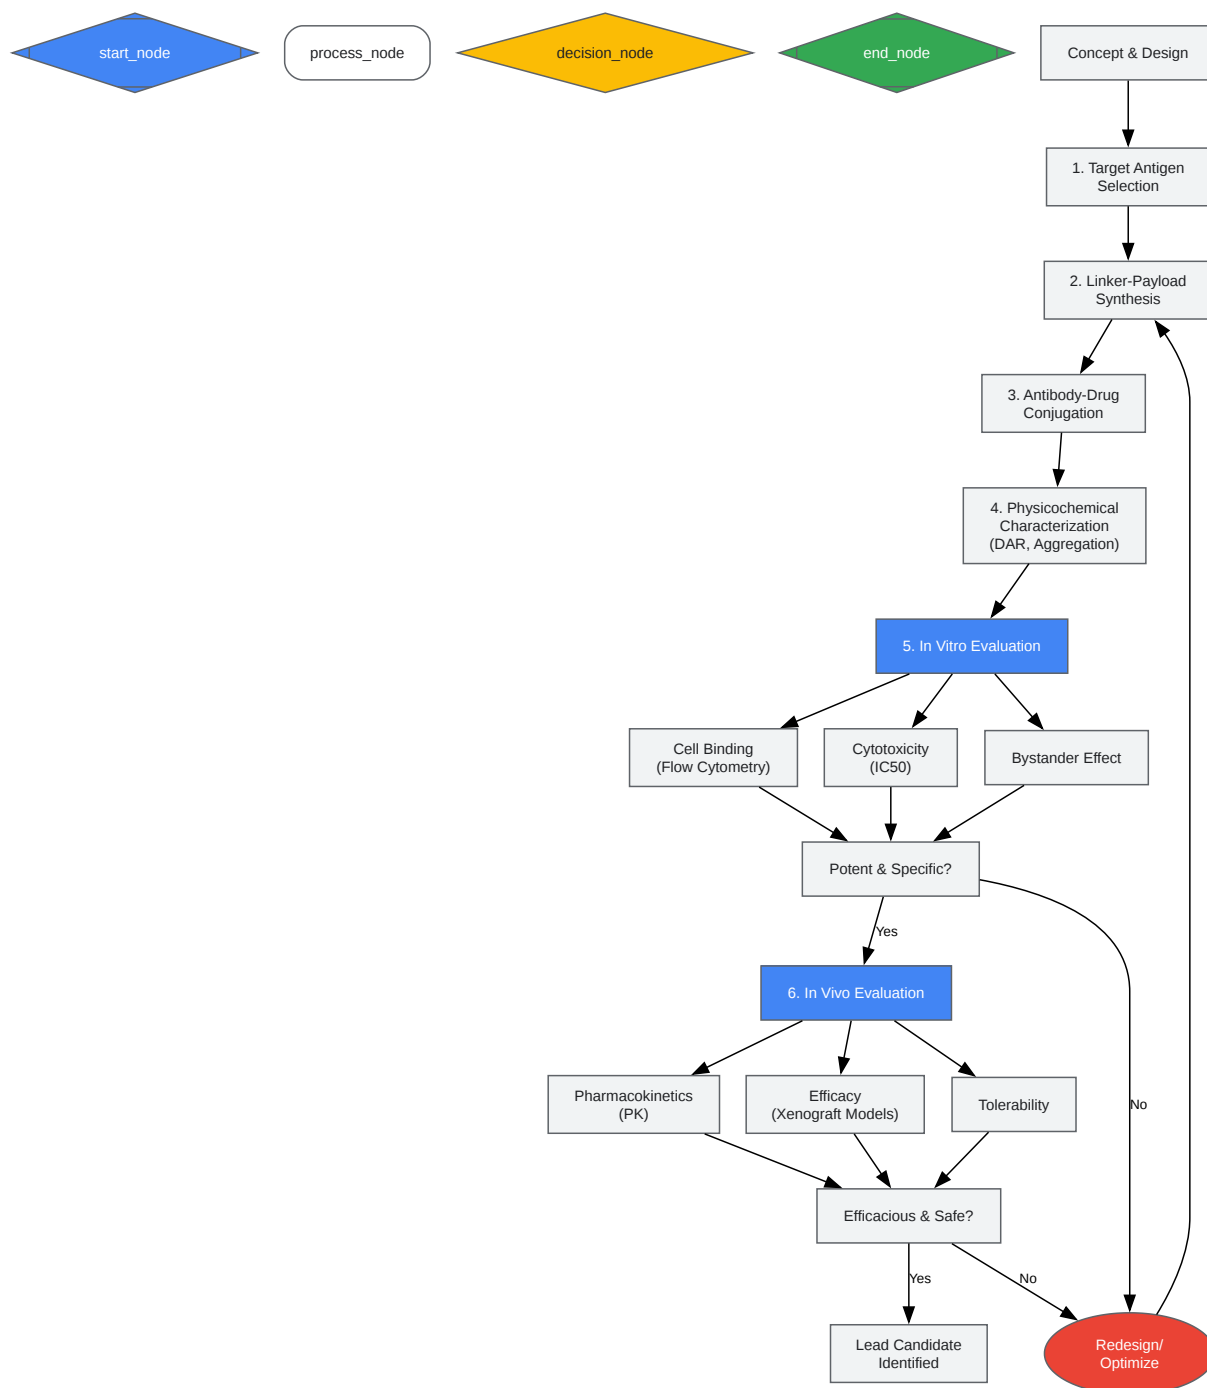 start_node
process_node
decision_node
end_node
Concept & Design
1. Target Antigen
Selection
2. Linker-Payload
Synthesis
3. Antibody-Drug
Conjugation
4. Physicochemical
Characterization
(DAR, Aggregation)
5. In Vitro Evaluation
Cell Binding
(Flow Cytometry)
Cytotoxicity
(IC50)
Bystander Effect
Potent & Specific?
Yes
6. In Vivo Evaluation
Pharmacokinetics
(PK)
Efficacy
(Xenograft Models)
Tolerability
No
Efficacious & Safe?
Yes
No
Lead Candidate
Identified
Redesign/
Optimize